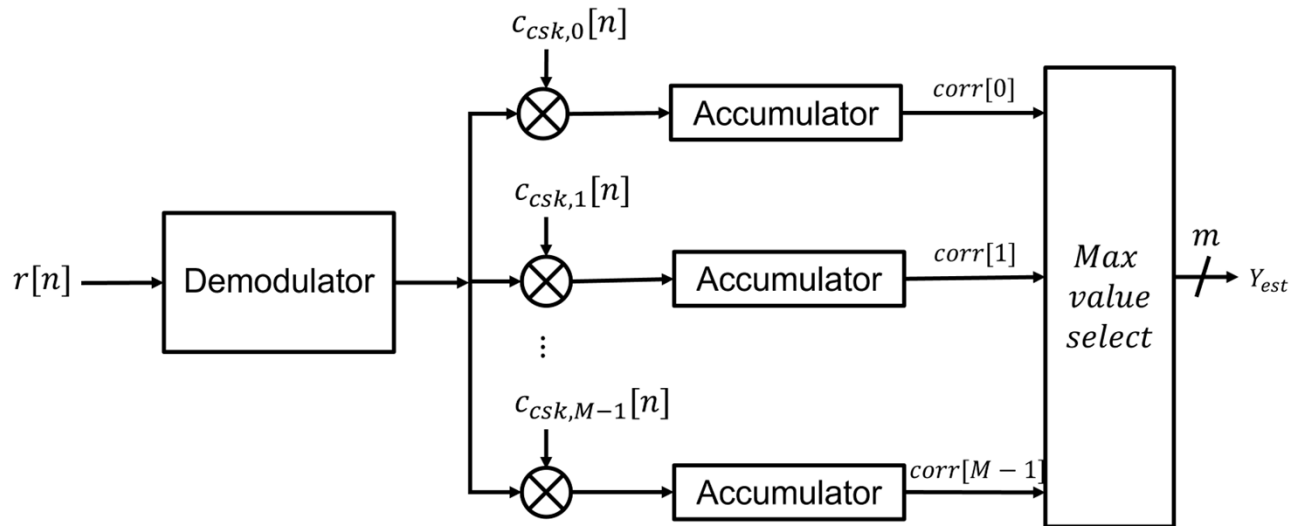 c_{csk,0}[n]
Accumulator
corr[0]
c_{csk,1}[n]
r[n]
Demodulator
Accumulator
corr[1]
Max
value
select
m
Y_{est}
⋮
c_{csk,M-1}[n]
Accumulator
corr[M - 1]